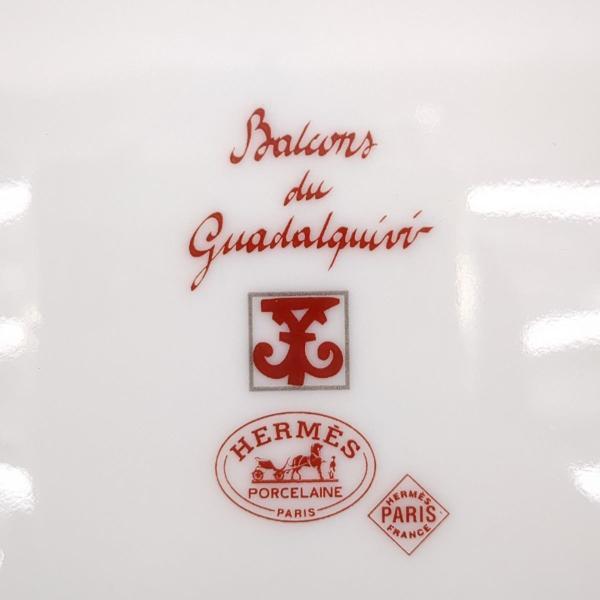 Balcons
du
Guadalquivir
HERMÈS
PORCELAINE
PARIS
HERMÈS
PARIS
FRANCE